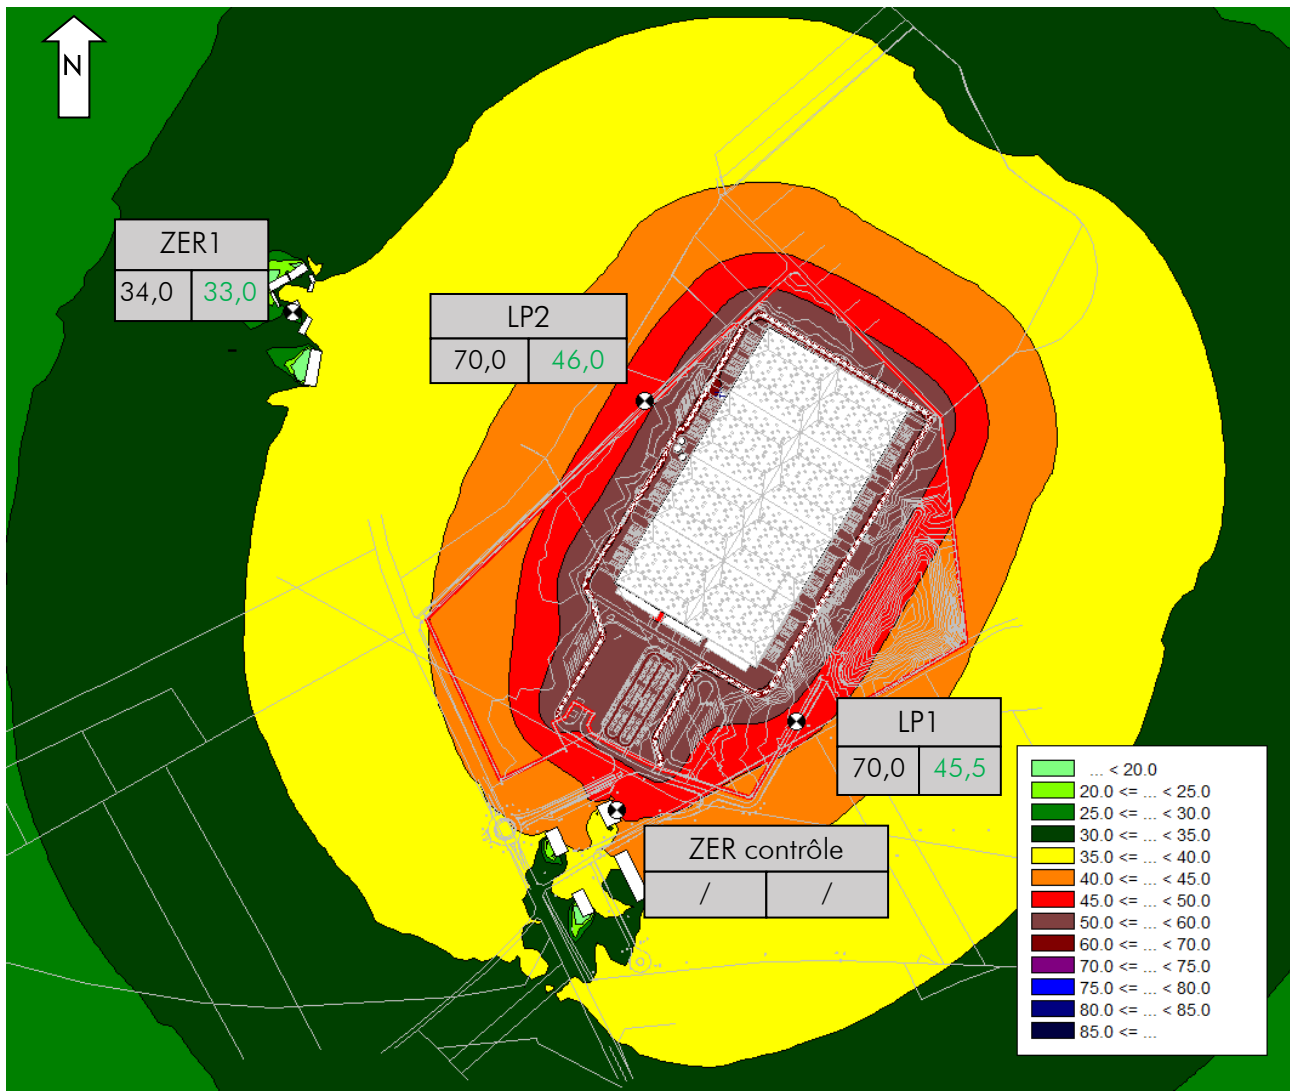 N
ZER1
34,0 33,0
LP2
70,0 46,0
LP1
70,0 45,5
ZER contrôle
/ /
... < 20.0
20.0 <= ... < 25.0
25.0 <= ... < 30.0
30.0 <= ... < 35.0
35.0 <= ... < 40.0
40.0 <= ... < 45.0
45.0 <= ... < 50.0
50.0 <= ... < 60.0
60.0 <= ... < 70.0
70.0 <= ... < 75.0
75.0 <= ... < 80.0
80.0 <= ... < 85.0
85.0 <= ...